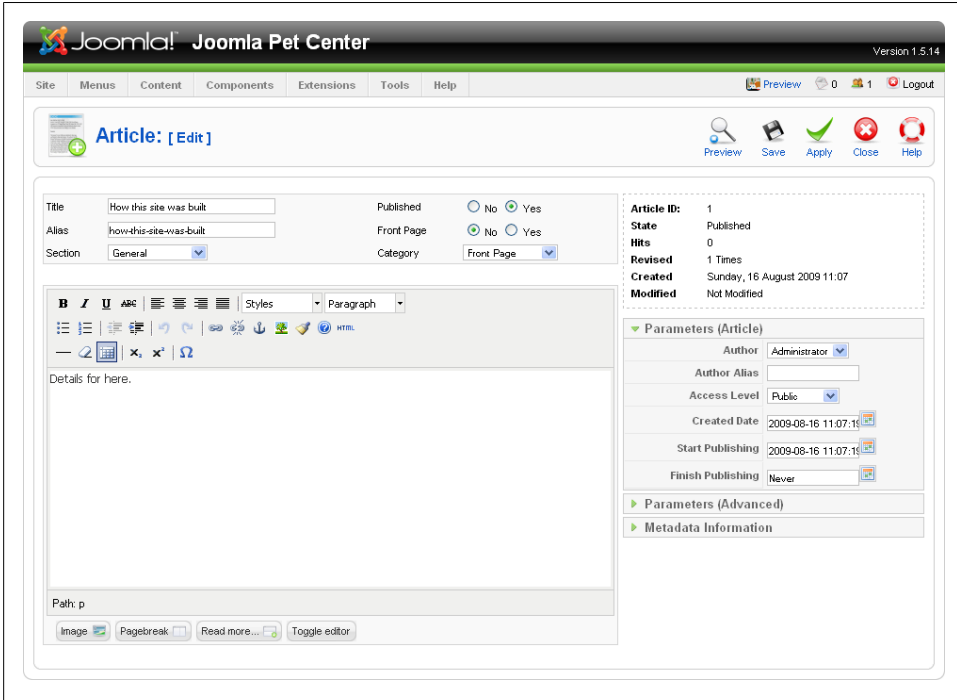 Joomla! Joomla Pet Center
Version 1.5.14
Site Menus Content Components Extensions Tools Help Preview 0 1 Logout
Article: [ Edit ]
Preview Save Apply Close Help
Title How this site was built Published No Yes
Alias how-this-site-was-built Front Page No Yes
Section General Category Front Page
B I U ABC Styles Paragraph
HTML
x₂ x² Ω
Details for here.
Path: p
Image Pagebreak Read more... Toggle editor
Article ID: 1
State Published
Hits 0
Revised 1 Times
Created Sunday, 16 August 2009 11:07
Modified Not Modified
Parameters (Article)
Author Administrator
Author Alias
Access Level Public
Created Date 2009-08-16 11:07:19
Start Publishing 2009-08-16 11:07:19
Finish Publishing Never
Parameters (Advanced)
Metadata Information